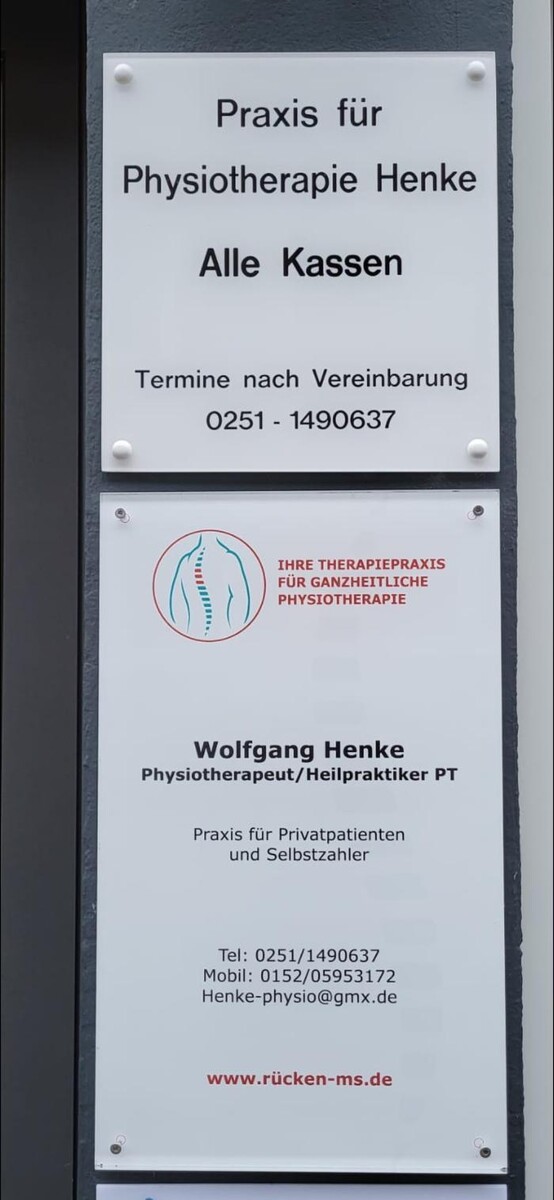 Praxis für
Physiotherapie Henke
Alle Kassen
Termine nach Vereinbarung
0251 - 1490637
IHRE THERAPIEPRAXIS
FÜR GANZHEITLICHE
PHYSIOTHERAPIE
Wolfgang Henke
Physiotherapeut/Heilpraktiker PT
Praxis für Privatpatienten
und Selbstzahler
Tel: 0251/1490637
Mobil: 0152/05953172
Henke-physio@gmx.de
www.rücken-ms.de